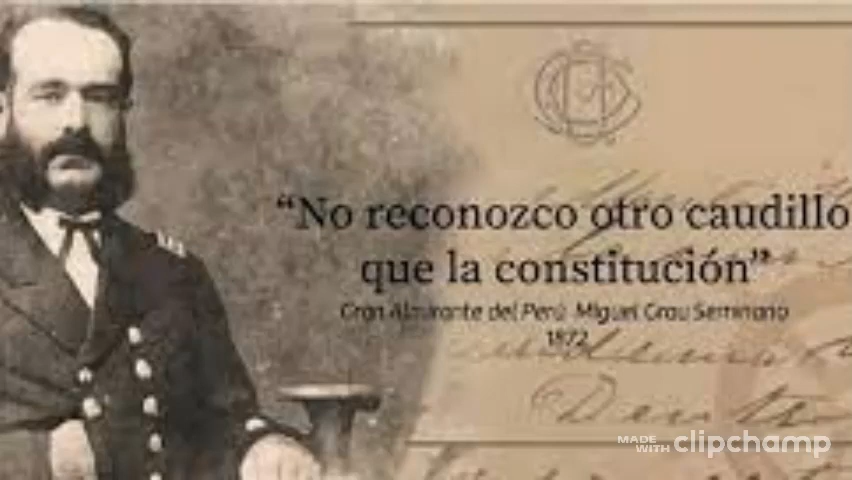 “No reconozco otro caudillo
que la constitución”
Gran Almirante del Perú Miguel Grau Seminario
1872
MADE
WITH clipchamp